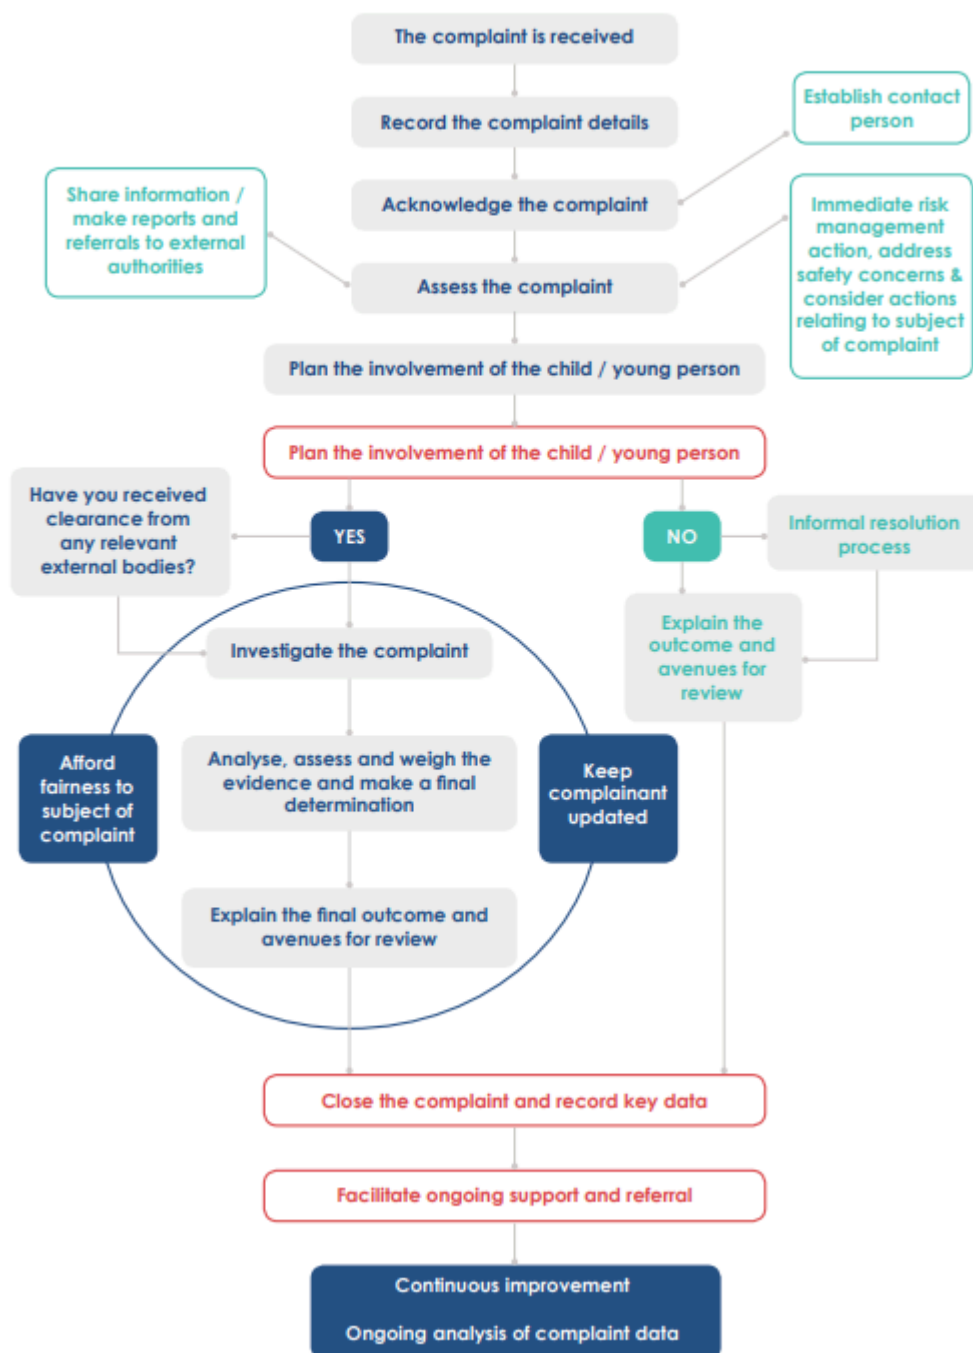 The complaint is received
Record the complaint details
Establish contact
person
Acknowledge the complaint
Share information /
make reports and
referrals to external
authorities
Immediate risk
management
action, address
safety concerns &
consider actions
relating to subject
of complaint
Assess the complaint
Plan the involvement of the child / young person
Plan the involvement of the child / young person
Have you received
clearance from
any relevant
external bodies?
YES
NO
Informal resolution
process
Investigate the complaint
Explain the
outcome and
avenues for
review
Afford
fairness to
subject of
complaint
Analyse, assess and weigh the
evidence and make a final
determination
Keep
complainant
updated
Explain the final outcome and
avenues for review
Close the complaint and record key data
Facilitate ongoing support and referral
Continuous improvement
Ongoing analysis of complaint data